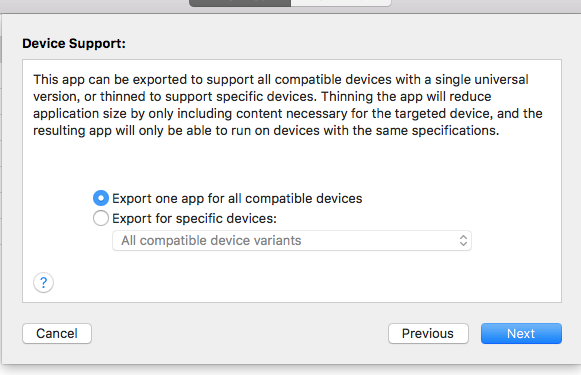 Device Support:
This app can be exported to support all compatible devices with a single universal
version, or thinned to support specific devices. Thinning the app will reduce
application size by only including content necessary for the targeted device, and the
resulting app will only be able to run on devices with the same specifications.
Export one app for all compatible devices
Export for specific devices:
All compatible device variants
?
Cancel
Previous
Next